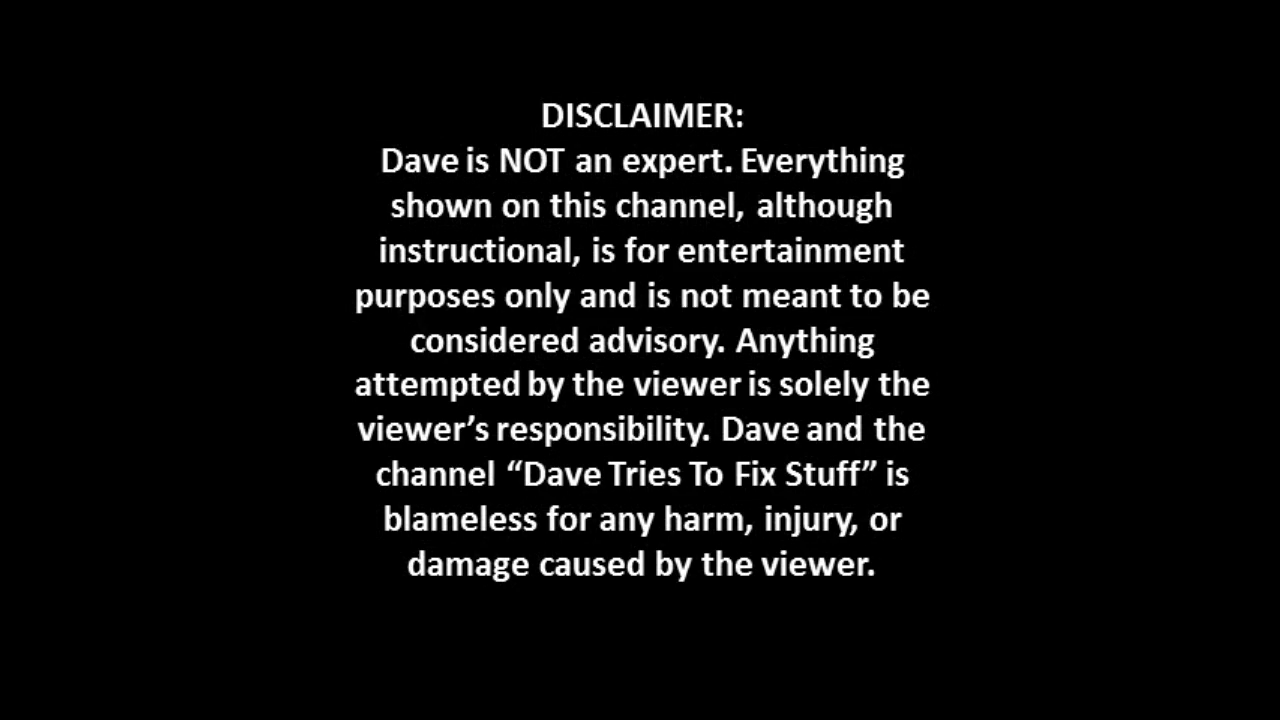 DISCLAIMER:
Dave is NOT an expert. Everything
shown on this channel, although
instructional, is for entertainment
purposes only and is not meant to be
considered advisory. Anything
attempted by the viewer is solely the
viewer’s responsibility. Dave and the
channel “Dave Tries To Fix Stuff” is
blameless for any harm, injury, or
damage caused by the viewer.